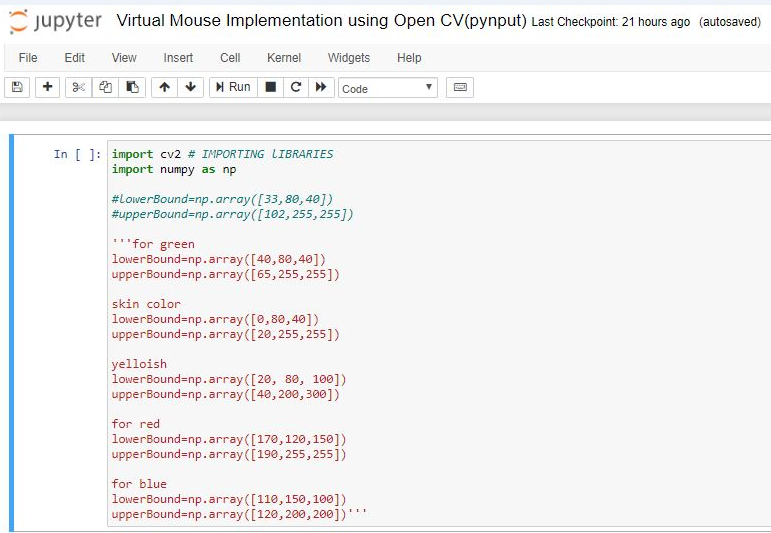 jupyter Virtual Mouse Implementation using Open CV(pynput) Last Checkpoint: 21 hours ago (autosaved)
File Edit View Insert Cell Kernel Widgets Help
Run Code
In [ ]: import cv2 # IMPORTING LIBRARIES
import numpy as np
#lowerBound=np.array([33,80,40])
#upperBound=np.array([102,255,255])
'''for green
lowerBound=np.array([40,80,40])
upperBound=np.array([65,255,255])
skin color
lowerBound=np.array([0,80,40])
upperBound=np.array([20,255,255])
yelloish
lowerBound=np.array([20, 80, 100])
upperBound=np.array([40,200,300])
for red
lowerBound=np.array([170,120,150])
upperBound=np.array([190,255,255])
for blue
lowerBound=np.array([110,150,100])
upperBound=np.array([120,200,200])'''